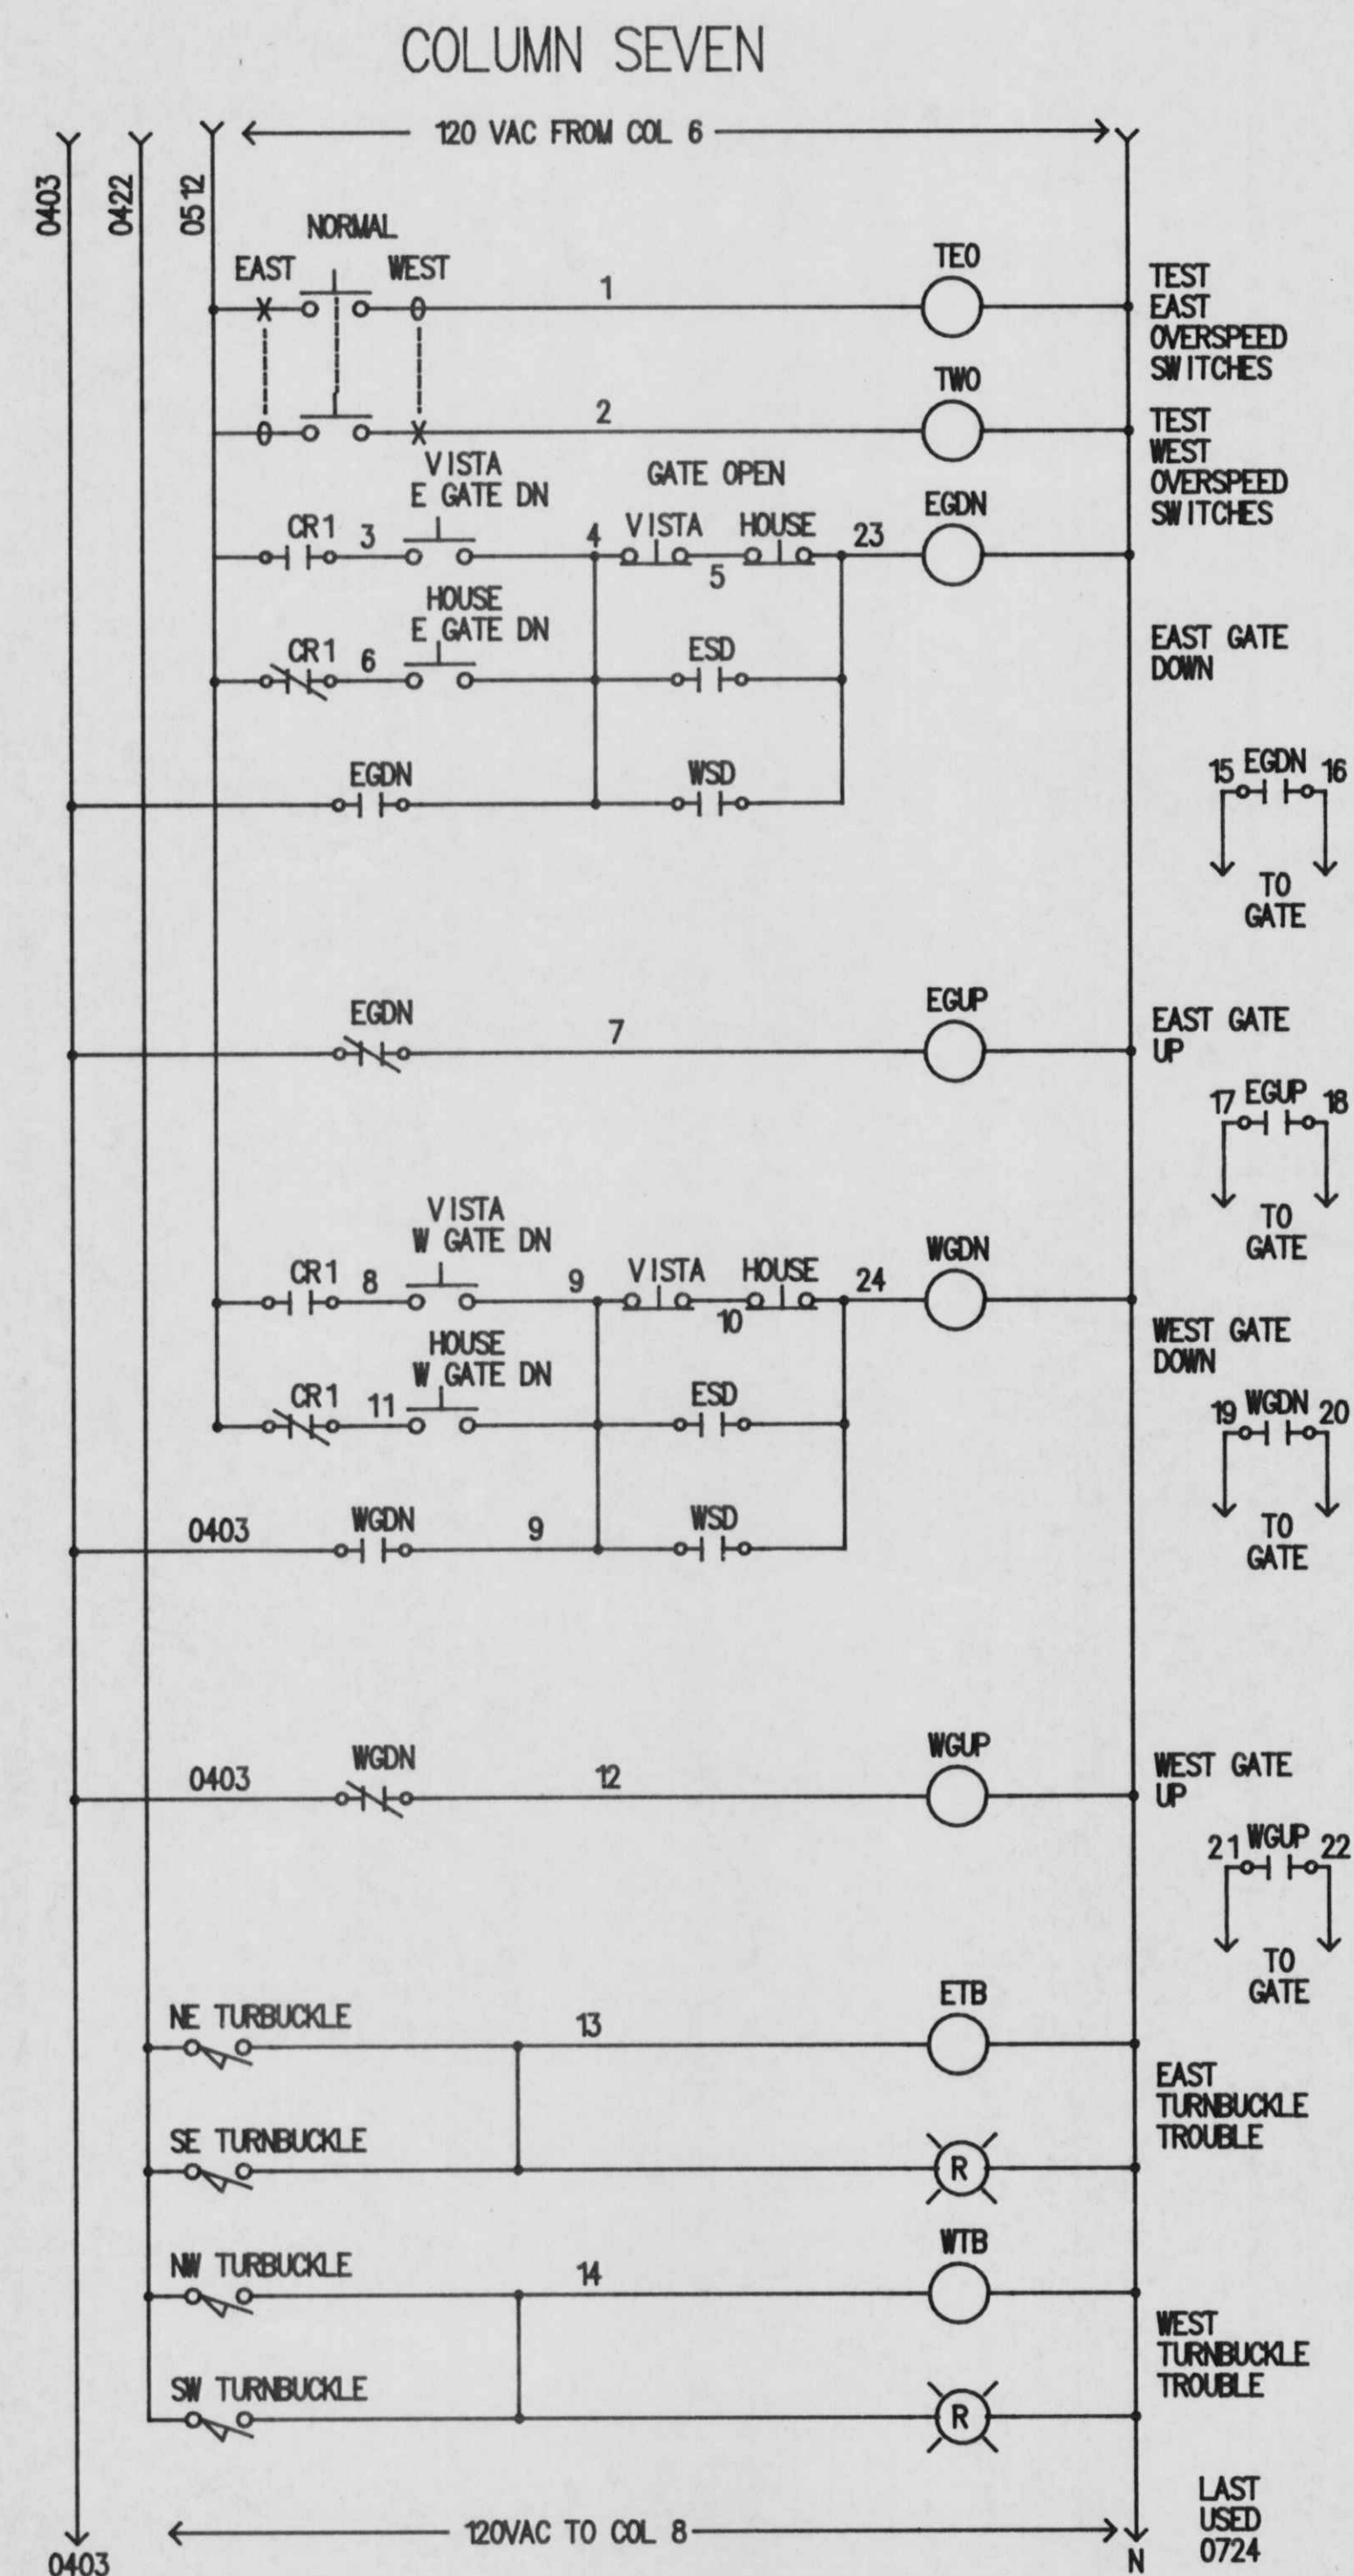 COLUMN SEVEN
120 VAC FROM COL 6
0403
0422
0512
NORMAL
EAST
WEST
1
TEO
TEST
EAST
OVERSPEED
SWITCHES
2
TWO
TEST
WEST
OVERSPEED
SWITCHES
VISTA
E GATE DN
GATE OPEN
CR1
3
4
VISTA
HOUSE
5
23
EGDN
HOUSE
E GATE DN
CR1
6
ESD
EAST GATE
DOWN
EGDN
WSD
15 EGDN 16
TO
GATE
EGDN
7
EGUP
EAST GATE
UP
17 EGUP 18
TO
GATE
VISTA
W GATE DN
CR1
8
9
VISTA
HOUSE
10
24
WGDN
HOUSE
W GATE DN
WEST GATE
DOWN
CR1
11
ESD
19 WGDN 20
TO
GATE
0403
WGDN
9
WSD
0403
WGDN
12
WGUP
WEST GATE
UP
21 WGUP 22
TO
GATE
NE TURBUCKLE
13
ETB
EAST
TURNBUCKLE
TROUBLE
SE TURNBUCKLE
R
NW TURBUCKLE
14
WTB
WEST
TURNBUCKLE
TROUBLE
SW TURNBUCKLE
R
LAST
USED
0724
120VAC TO COL 8
0403
N